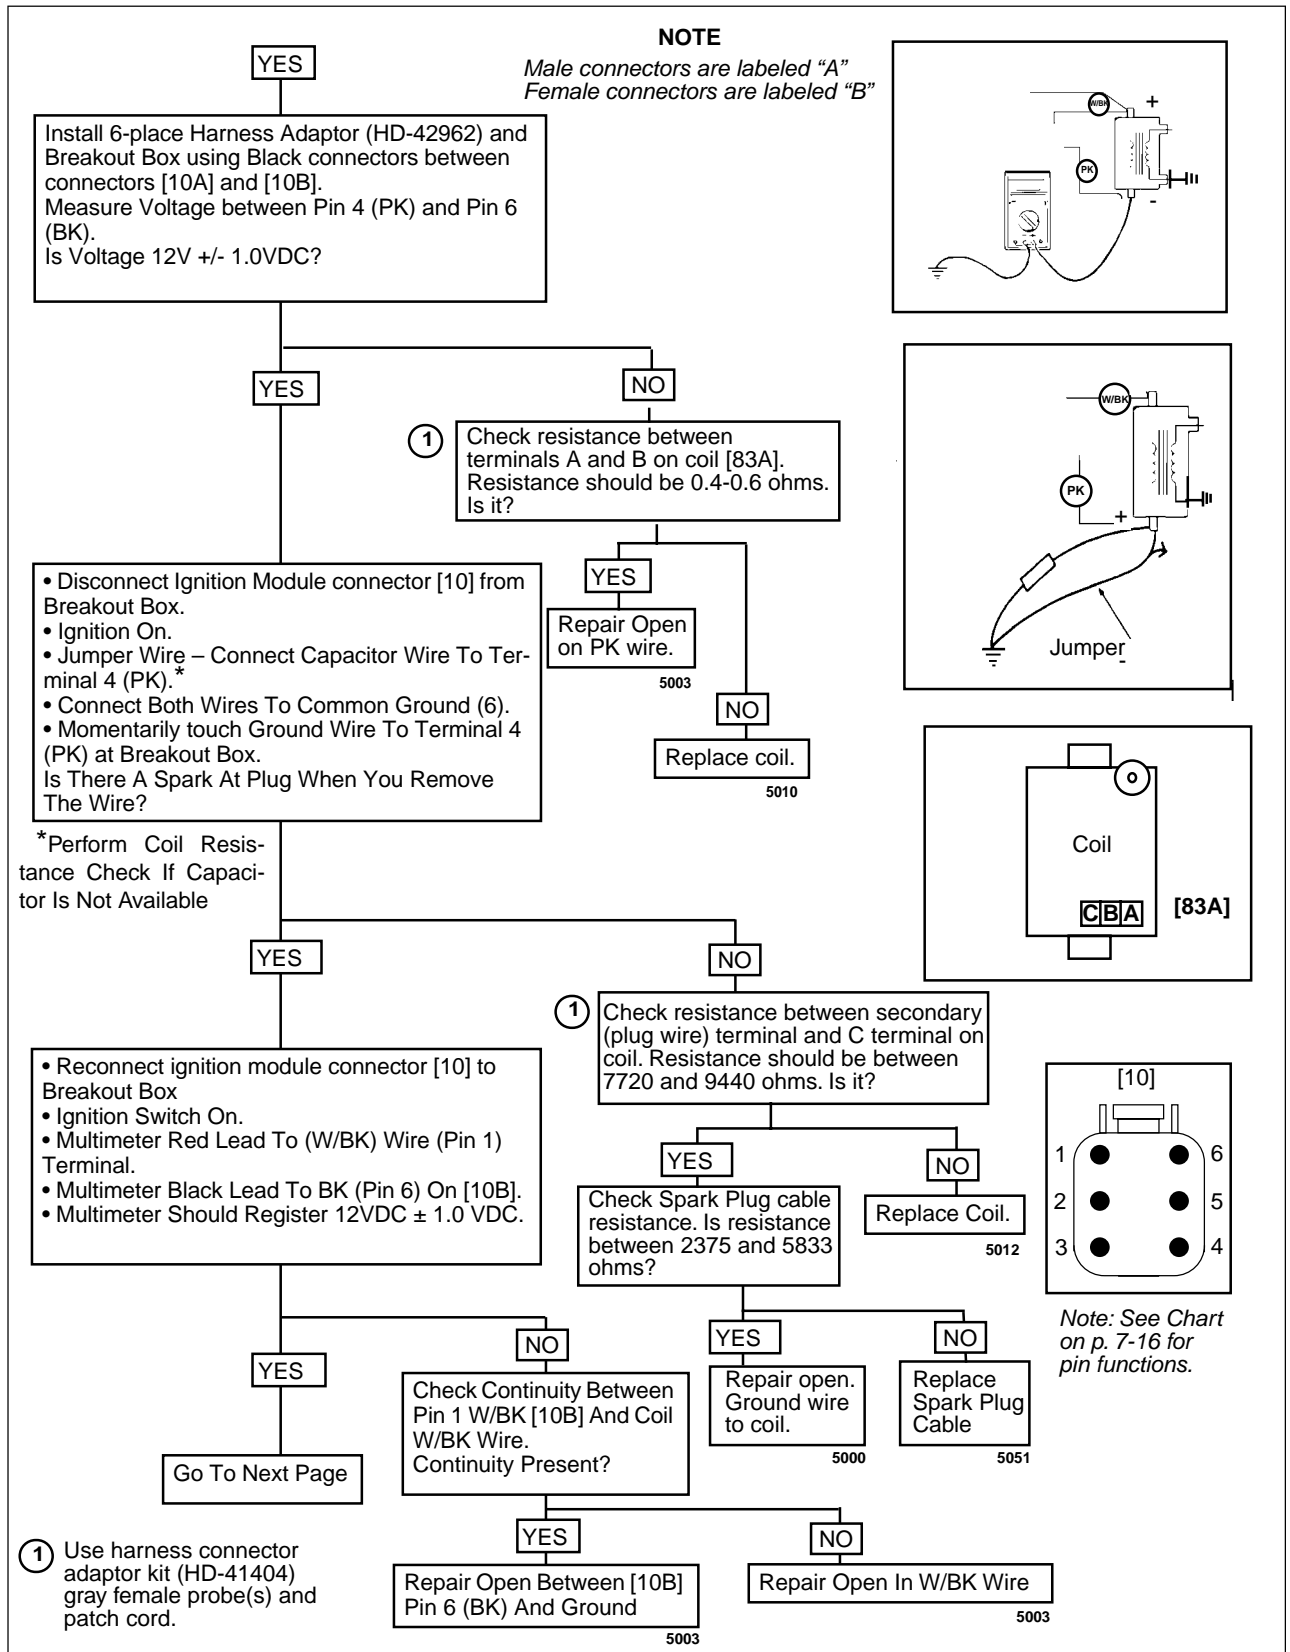 NOTE
Male connectors are labeled “A”
Female connectors are labeled “B”
YES
Install 6-place Harness Adaptor (HD-42962) and
Breakout Box using Black connectors between
connectors [10A] and [10B].
Measure Voltage between Pin 4 (PK) and Pin 6
(BK).
Is Voltage 12V +/- 1.0VDC?
W/BK
+
PK
-
YES
NO
1
Check resistance between
terminals A and B on coil [83A].
Resistance should be 0.4-0.6 ohms.
Is it?
W/BK
PK
+
Jumper
-
YES
Repair Open
on PK wire.
5003
NO
Replace coil.
5010
• Disconnect Ignition Module connector [10] from
Breakout Box.
• Ignition On.
• Jumper Wire – Connect Capacitor Wire To Ter-
minal 4 (PK).*
• Connect Both Wires To Common Ground (6).
• Momentarily touch Ground Wire To Terminal 4
(PK) at Breakout Box.
Is There A Spark At Plug When You Remove
The Wire?
*Perform Coil Resis-
tance Check If Capaci-
tor Is Not Available
Coil
C B A
[83A]
YES
NO
1
Check resistance between secondary
(plug wire) terminal and C terminal on
coil. Resistance should be between
7720 and 9440 ohms. Is it?
• Reconnect ignition module connector [10] to
Breakout Box
• Ignition Switch On.
• Multimeter Red Lead To (W/BK) Wire (Pin 1)
Terminal.
• Multimeter Black Lead To BK (Pin 6) On [10B].
• Multimeter Should Register 12VDC ± 1.0 VDC.
YES
Check Spark Plug cable
resistance. Is resistance
between 2375 and 5833
ohms?
NO
Replace Coil.
5012
[10]
1 6
2 5
3 4
Note: See Chart
on p. 7-16 for
pin functions.
YES
Repair open.
Ground wire
to coil.
5000
NO
Replace
Spark Plug
Cable
5051
YES
Go To Next Page
NO
Check Continuity Between
Pin 1 W/BK [10B] And Coil
W/BK Wire.
Continuity Present?
YES
Repair Open Between [10B]
Pin 6 (BK) And Ground
5003
NO
Repair Open In W/BK Wire
5003
1 Use harness connector
adaptor kit (HD-41404)
gray female probe(s) and
patch cord.